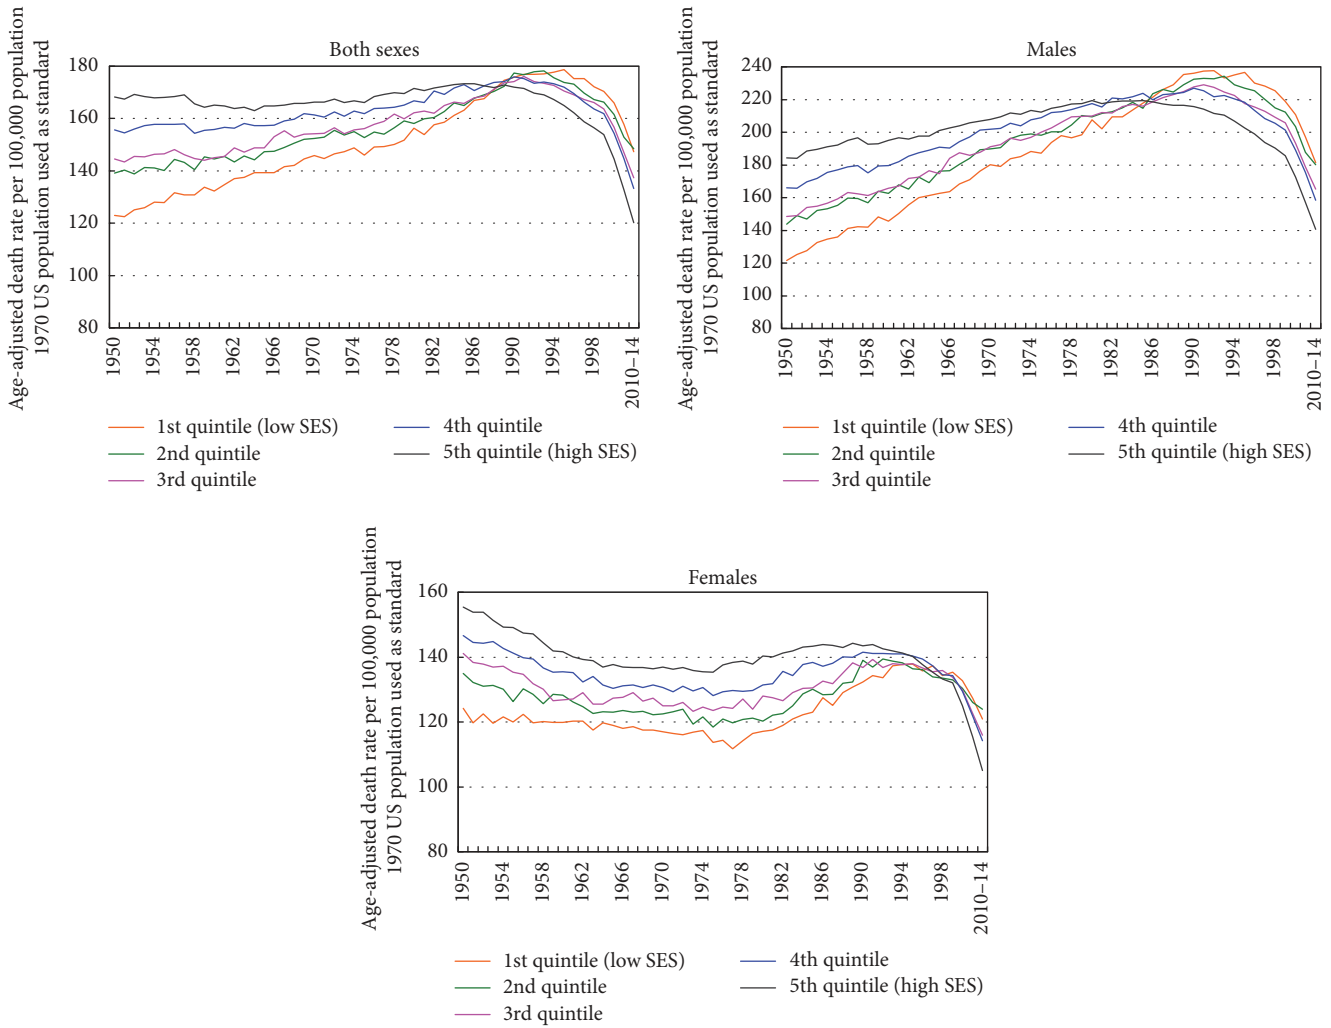 Both sexes
Age-adjusted death rate per 100,000 population
1970 US population used as standard
180
160
140
120
100
80
1950
1954
1958
1962
1966
1970
1974
1978
1982
1986
1990
1994
1998
2010–14
1st quintile (low SES)
2nd quintile
3rd quintile
4th quintile
5th quintile (high SES)
Males
Age-adjusted death rate per 100,000 population
1970 US population used as standard
240
220
200
180
160
140
120
100
80
1950
1954
1958
1962
1966
1970
1974
1978
1982
1986
1990
1994
1998
2010–14
1st quintile (low SES)
2nd quintile
3rd quintile
4th quintile
5th quintile (high SES)
Females
Age-adjusted death rate per 100,000 population
1970 US population used as standard
160
140
120
100
80
1950
1954
1958
1962
1966
1970
1974
1978
1982
1986
1990
1994
1998
2010–14
1st quintile (low SES)
2nd quintile
3rd quintile
4th quintile
5th quintile (high SES)